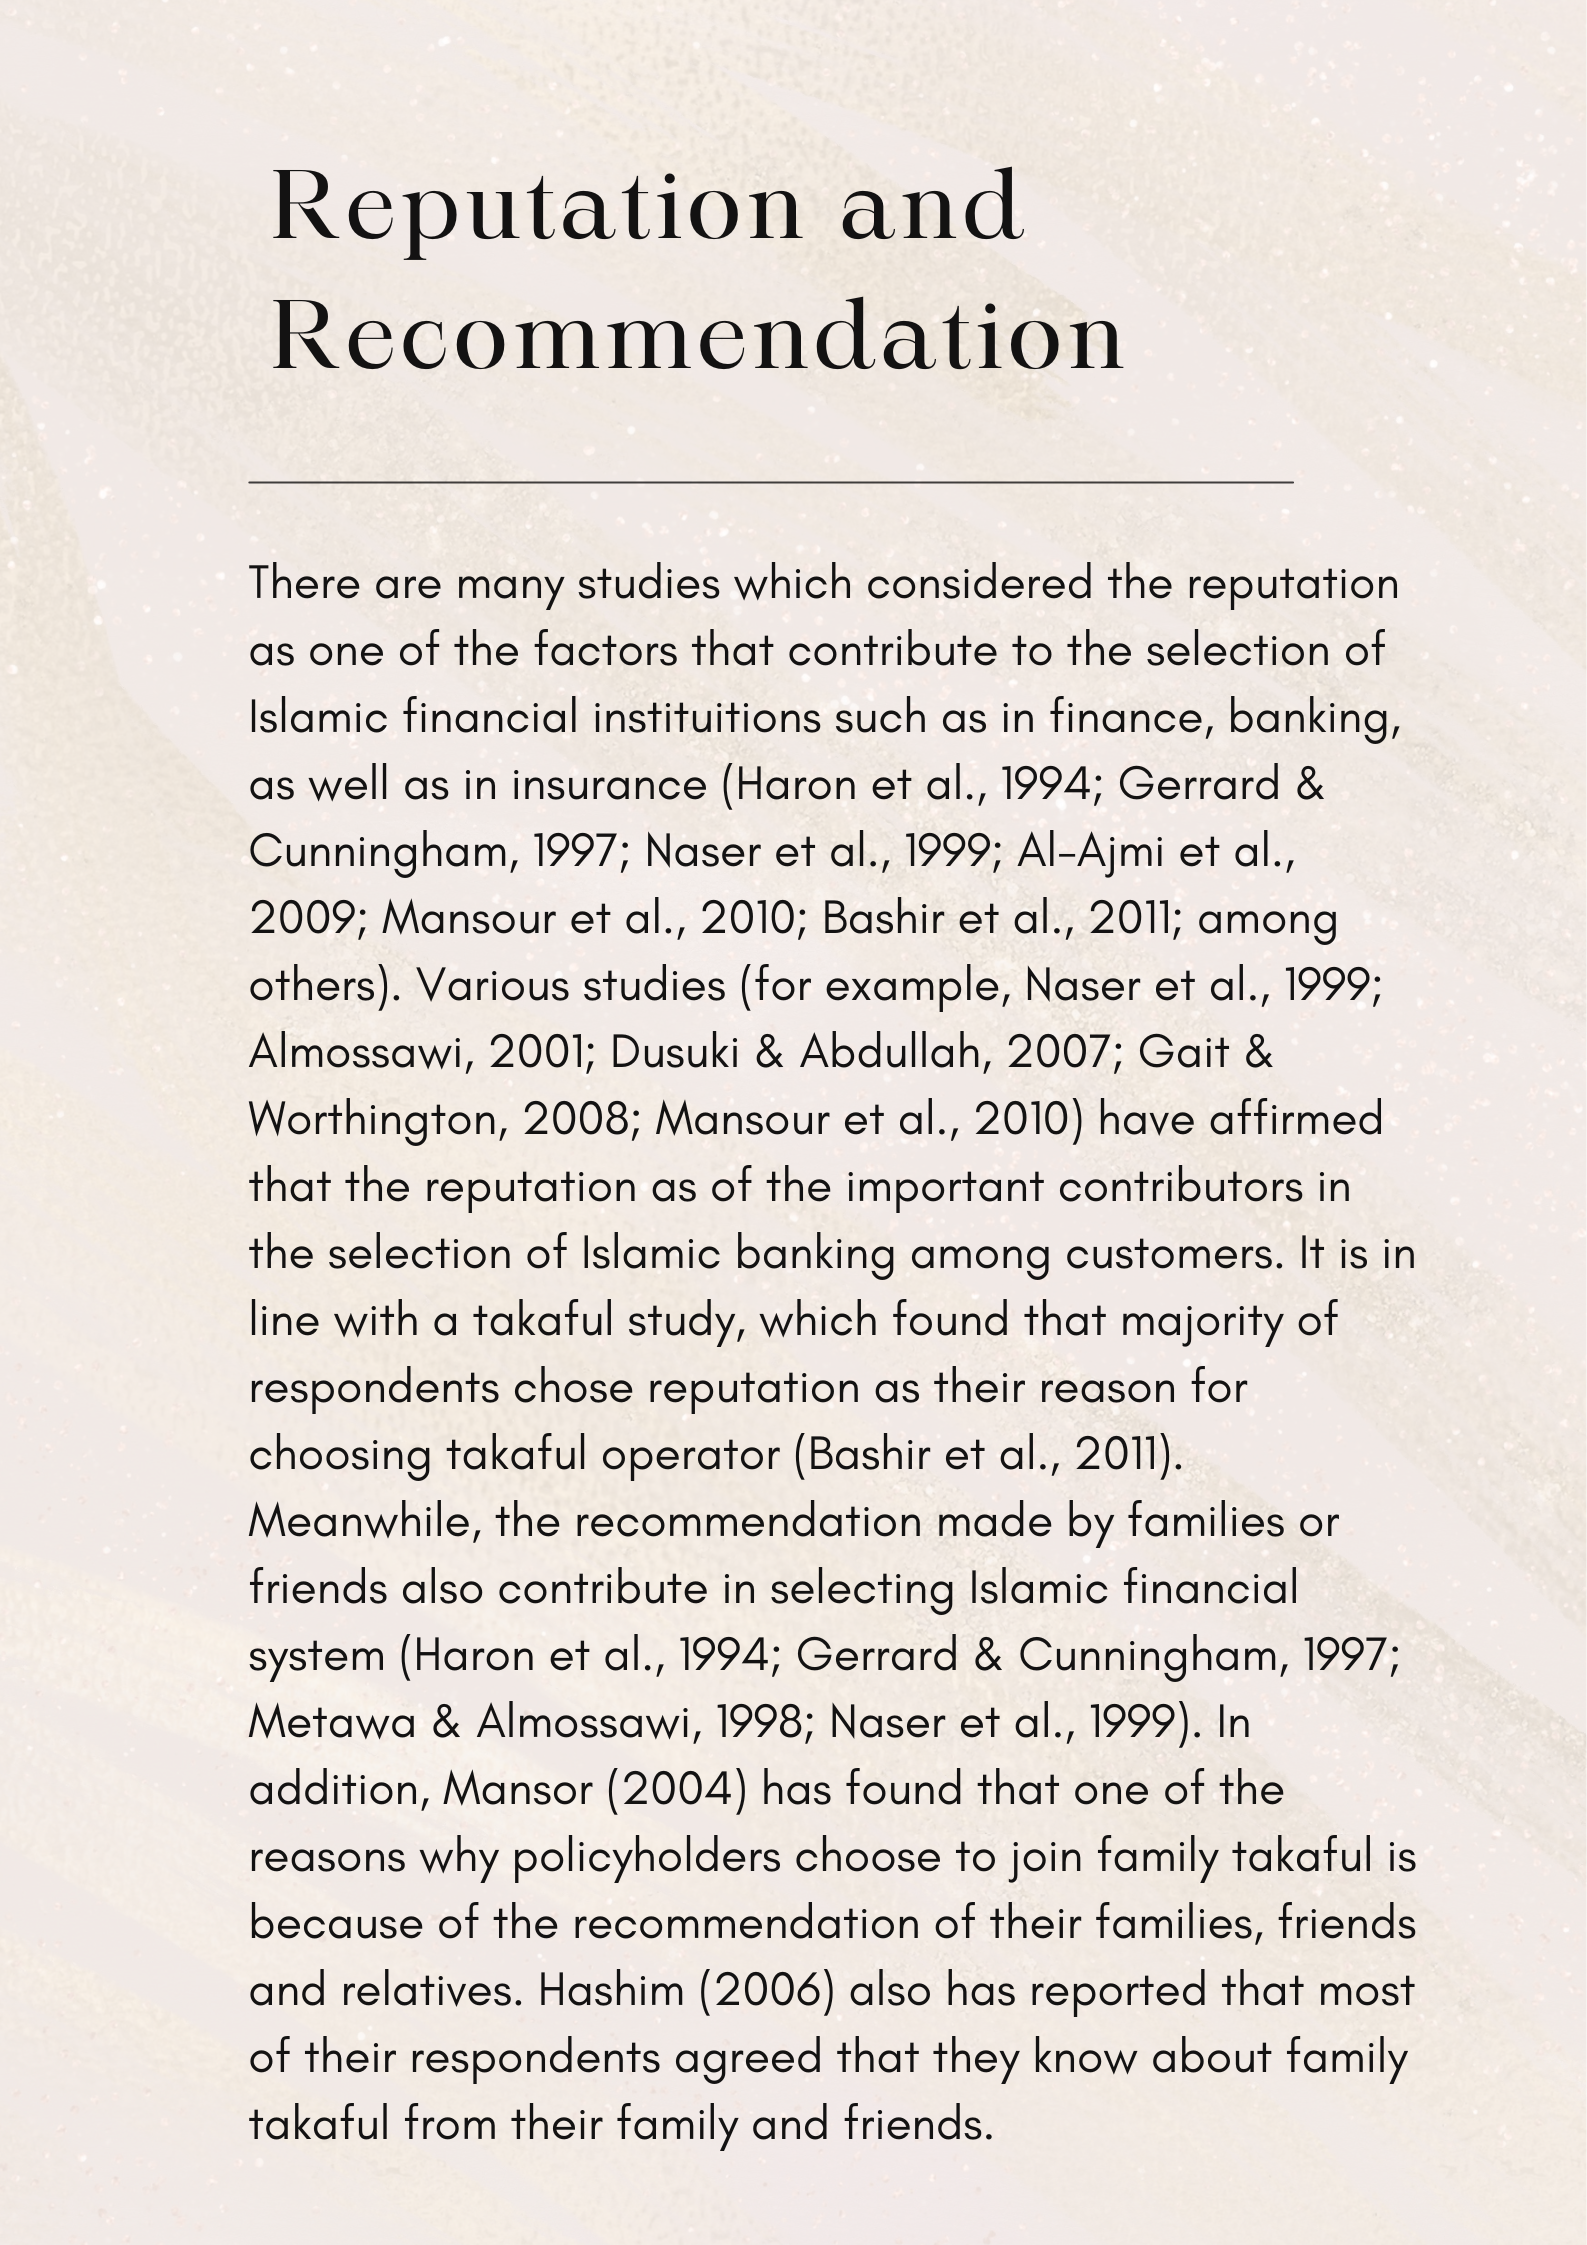 Reputation and
Recommendation
There are many studies which considered the reputation
as one of the factors that contribute to the selection of
Islamic financial instituitions such as in finance, banking,
as well as in insurance (Haron et al., 1994; Gerrard &
Cunningham, 1997; Naser et al., 1999; Al-Ajmi et al.,
2009; Mansour et al., 2010; Bashir et al., 2011; among
others). Various studies (for example, Naser et al., 1999;
Almossawi, 2001; Dusuki & Abdullah, 2007; Gait &
Worthington, 2008; Mansour et al., 2010) have affirmed
that the reputation as of the important contributors in
the selection of Islamic banking among customers. It is in
line with a takaful study, which found that majority of
respondents chose reputation as their reason for
choosing takaful operator (Bashir et al., 2011).
Meanwhile, the recommendation made by families or
friends also contribute in selecting Islamic financial
system (Haron et al., 1994; Gerrard & Cunningham, 1997;
Metawa & Almossawi, 1998; Naser et al., 1999). In
addition, Mansor (2004) has found that one of the
reasons why policyholders choose to join family takaful is
because of the recommendation of their families, friends
and relatives. Hashim (2006) also has reported that most
of their respondents agreed that they know about family
takaful from their family and friends.